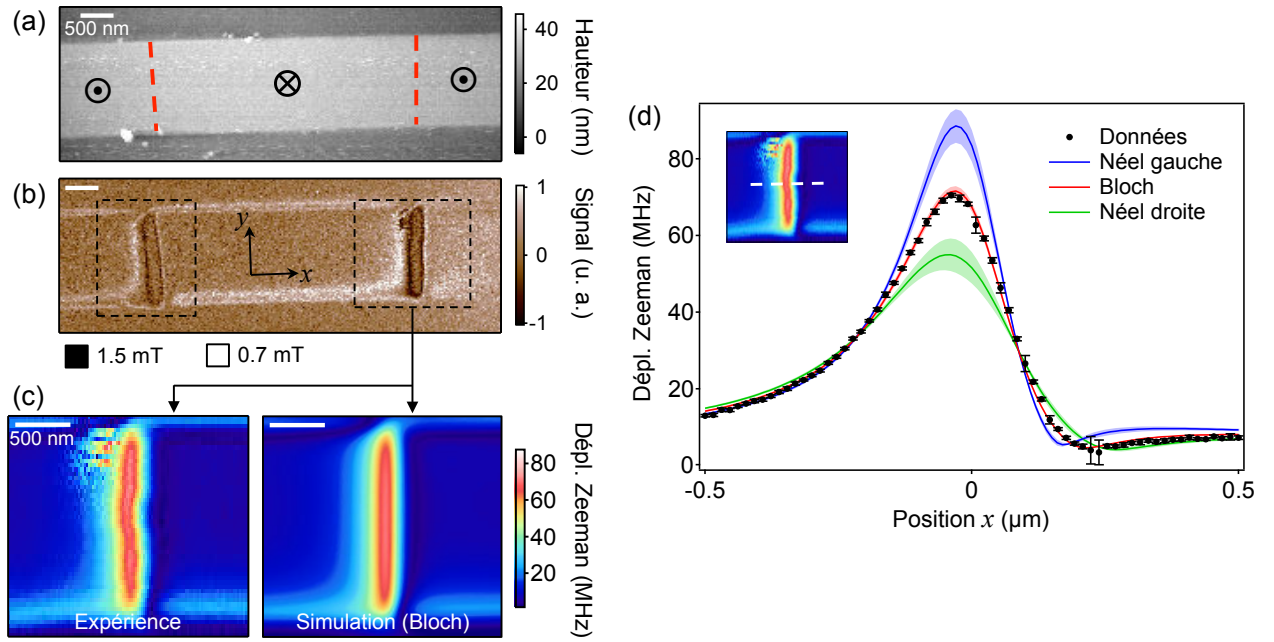 (a)
500 nm
40
20
0
Hauteur (nm)
(b)
y
x
1
0
-1
Signal (u. a.)
1.5 mT
0.7 mT
(c)
500 nm
Expérience
Simulation (Bloch)
80
60
40
20
Dépl. Zeeman (MHz)
(d)
Données
Néel gauche
Bloch
Néel droite
80
60
40
20
0
Dépl. Zeeman (MHz)
-0.5
0
0.5
Position x (µm)